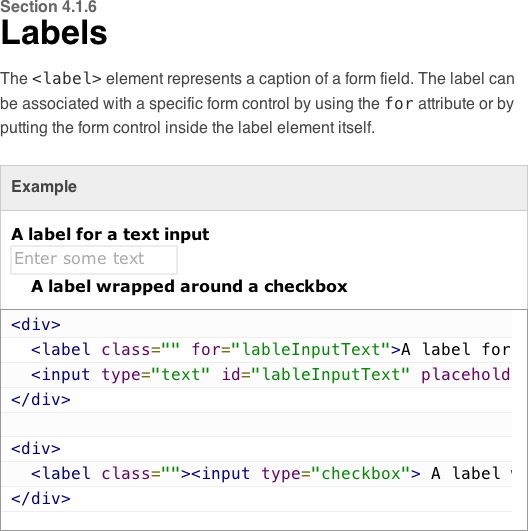 Section 4.1.6
Labels
The <label> element represents a caption of a form field. The label can
be associated with a specific form control by using the for attribute or by
putting the form control inside the label element itself.
Example
A label for a text input
Enter some text
A label wrapped around a checkbox
<div>
<label class="" for="lableInputText">A label for
<input type="text" id="lableInputText" placehold
</div>
<div>
<label class=""><input type="checkbox"> A label
</div>